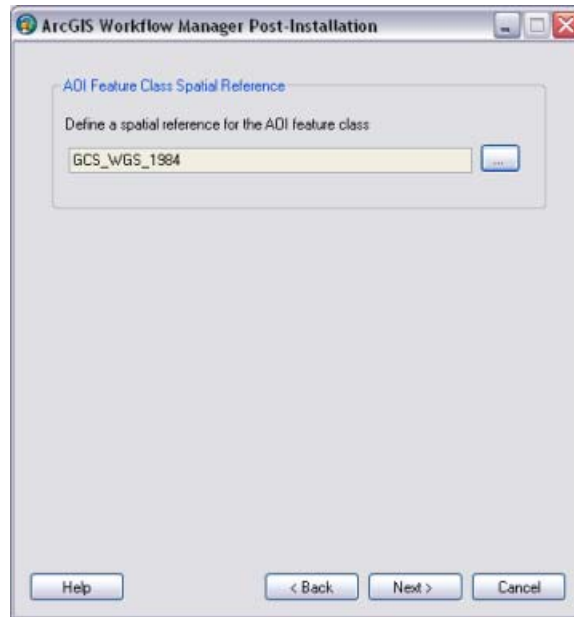 ArcGIS Workflow Manager Post-Installation
AOI Feature Class Spatial Reference
Define a spatial reference for the AOI feature class
GCS_WGS_1984
...
Help
< Back
Next >
Cancel